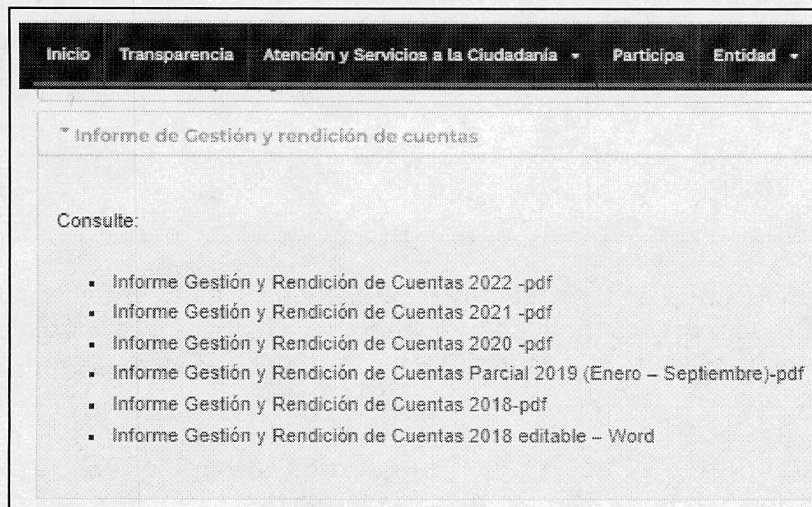 Inicio Transparencia Atención y Servicios a la Ciudadanía Participa Entidad
Informe de Gestión y rendición de cuentas
Consulte:
Informe Gestión y Rendición de Cuentas 2022 -pdf
Informe Gestión y Rendición de Cuentas 2021 -pdf
Informe Gestión y Rendición de Cuentas 2020 -pdf
Informe Gestión y Rendición de Cuentas Parcial 2019 (Enero – Septiembre)-pdf
Informe Gestión y Rendición de Cuentas 2018-pdf
Informe Gestión y Rendición de Cuentas 2018 editable – Word